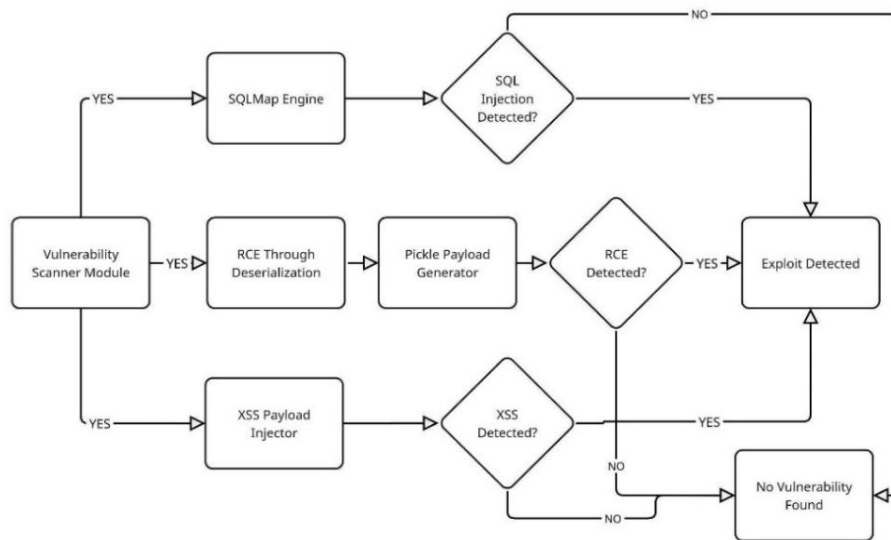 NO
SQL
Injection
Detected?
YES
SQLMap Engine
YES
Vulnerability
Scanner Module
YES
RCE Through
Deserialization
Pickle Payload
Generator
RCE
Detected?
YES
Exploit Detected
YES
XSS Payload
Injector
XSS
Detected?
YES
NO
No Vulnerability
Found
NO